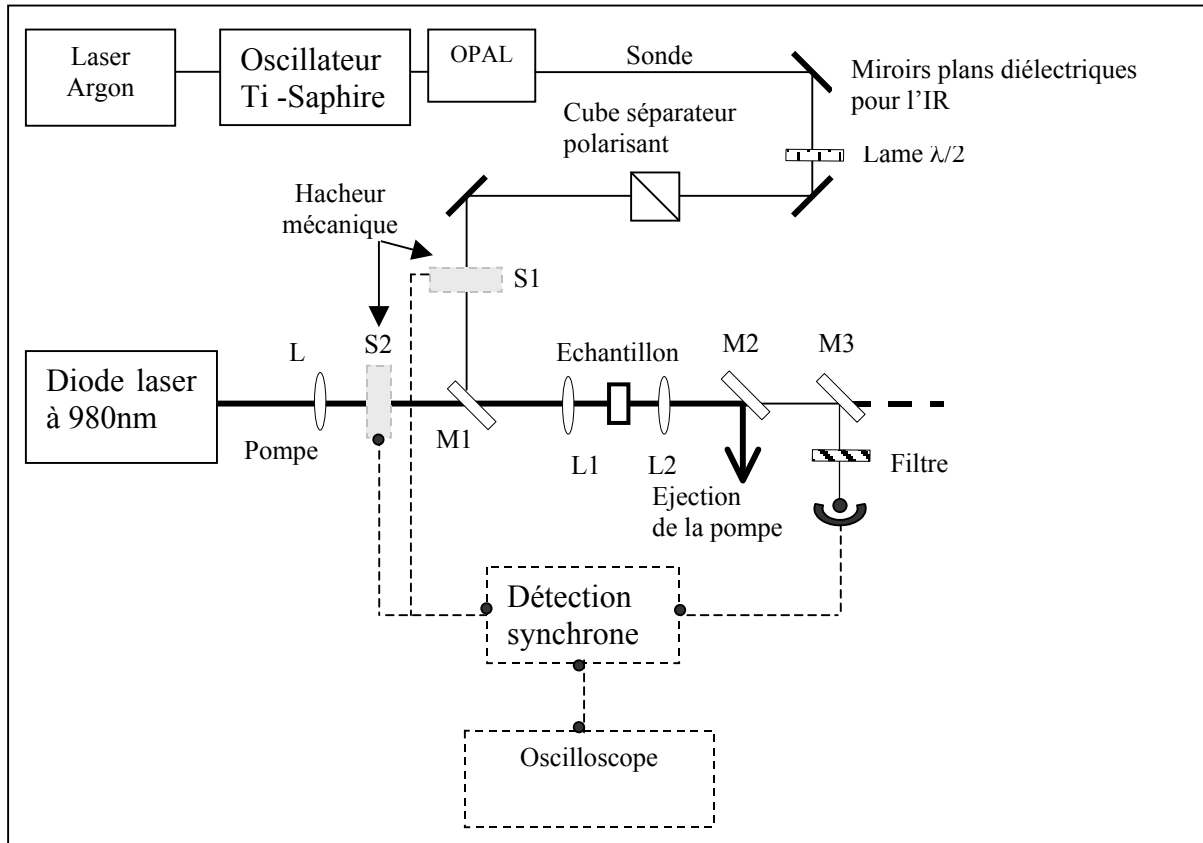 Laser
Argon
Oscillateur
Ti -Saphire
OPAL
Sonde
Miroirs plans diélectriques
pour l’IR
Cube séparateur
polarisant
Lame λ/2
Hacheur
mécanique
S1
S2
L
Echantillon
M2
M3
Diode laser
à 980nm
Pompe
M1
L1
L2
Filtre
Ejection
de la pompe
Détection
synchrone
Oscilloscope